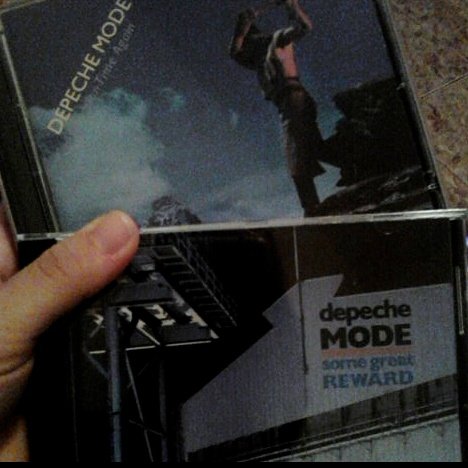 DEPECHE MODE
Time Again
depeche
MODE
some great
REWARD